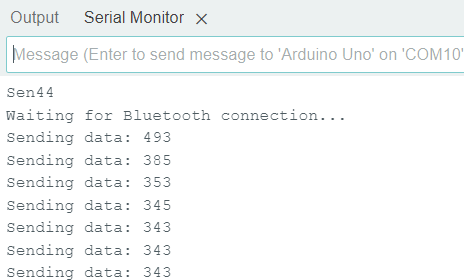 Output Serial Monitor ×
Message (Enter to send message to 'Arduino Uno' on 'COM10'
Sen44
Waiting for Bluetooth connection...
Sending data: 493
Sending data: 385
Sending data: 353
Sending data: 345
Sending data: 343
Sending data: 343
Sending data: 343